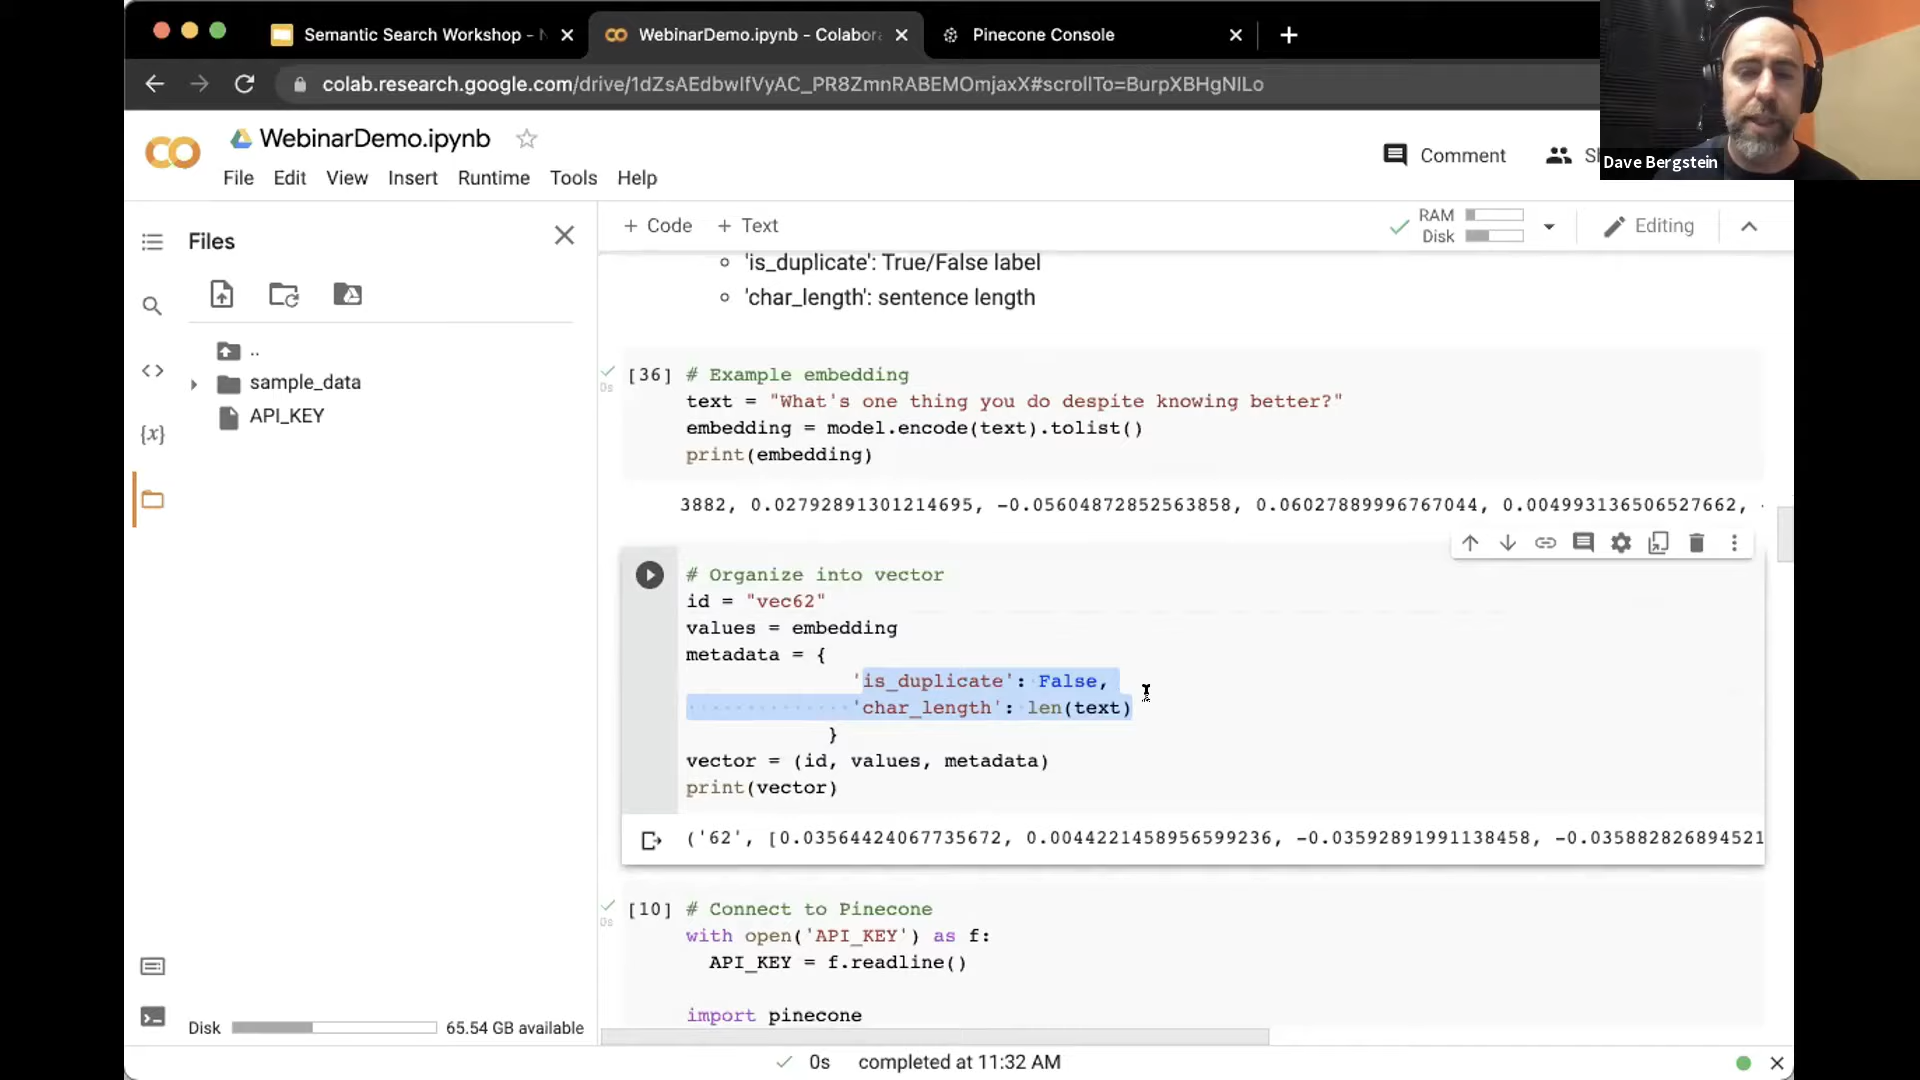 Semantic Search Workshop - N
WebinarDemo.ipynb - Colabor
Pinecone Console
colab.research.google.com/drive/1dZsAEdbwIfVyAC_PR8ZmnRABEMOmjaxX#scrollTo=BurpXBHgNILo
WebinarDemo.ipynb
File Edit View Insert Runtime Tools Help
Comment
Dave Bergstein
Files
+ Code + Text
RAM
Disk
Editing
..
sample_data
API_KEY
'is_duplicate': True/False label
'char_length': sentence length
0s
[36] # Example embedding
text = "What's one thing you do despite knowing better?"
embedding = model.encode(text).tolist()
print(embedding)
3882, 0.02792891301214695, -0.05604872852563858, 0.06027889996767044, 0.004993136506527662, -
# Organize into vector
id = "vec62"
values = embedding
metadata = {
'is_duplicate': False,
'char_length': len(text)
}
vector = (id, values, metadata)
print(vector)
('62', [0.03564424067735672, 0.0044221458956599236, -0.03592891991138458, -0.035882826894521
0s
[10] # Connect to Pinecone
with open('API_KEY') as f:
API_KEY = f.readline()
import pinecone
Disk
65.54 GB available
0s completed at 11:32 AM